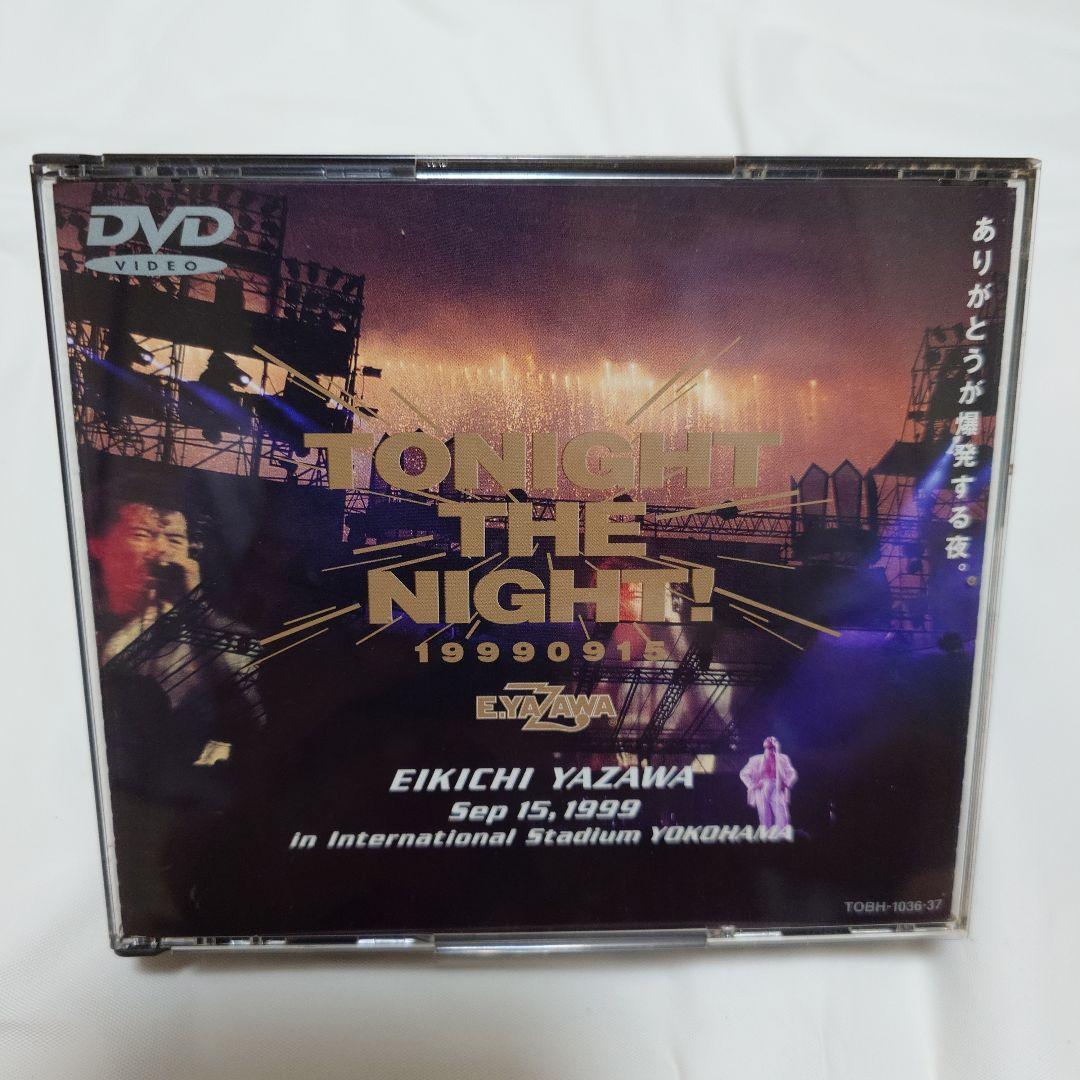 DVD
VIDEO
ありがとうが爆発する夜。
TONIGHT
THE
NIGHT!
19990915
E.YAZAWA
EIKICHI YAZAWA
Sep 15, 1999
in International Stadium YOKOHAMA
TOBH-1036·37